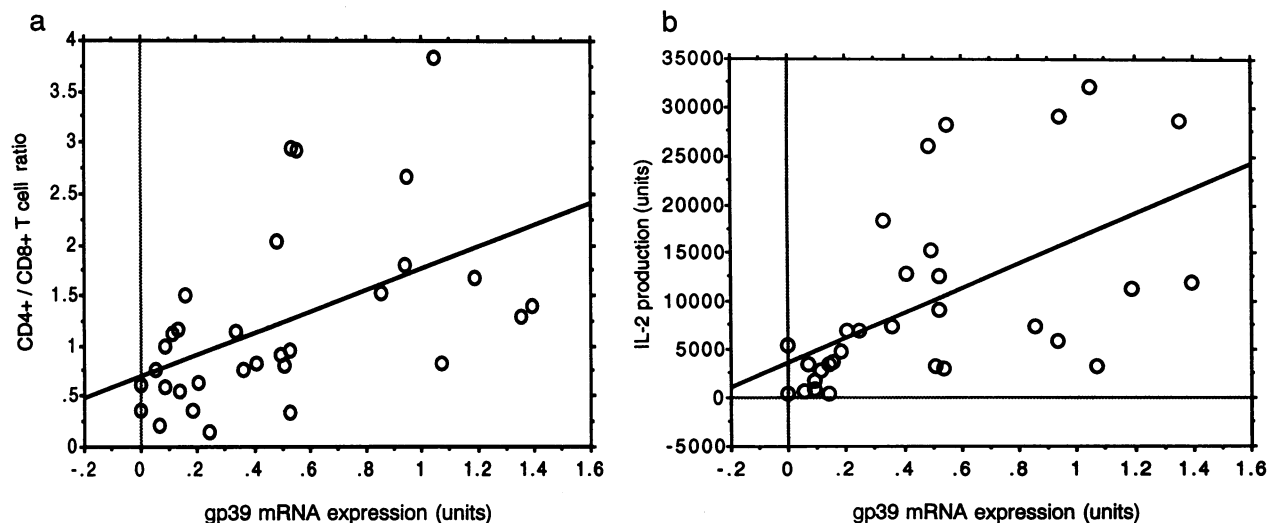 a
CD4+ / CD8+ T cell ratio
4
3.5
3
2.5
2
1.5
1
.5
0
-.2 0 .2 .4 .6 .8 1 1.2 1.4 1.6
gp39 mRNA expression (units)
b
IL-2 production (units)
35000
30000
25000
20000
15000
10000
5000
0
-5000
-.2 0 .2 .4 .6 .8 1 1.2 1.4 1.6
gp39 mRNA expression (units)